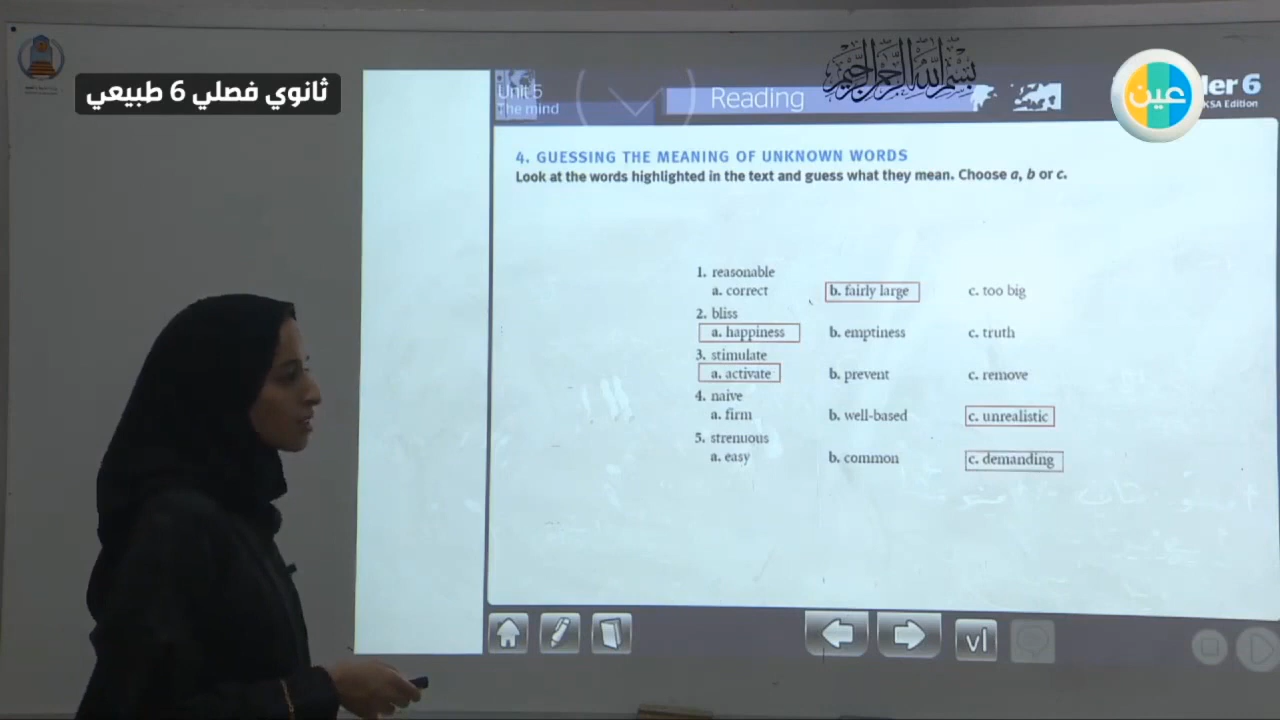 ثانوي فصلي 6 طبيعي
بسم الله الرحمن الرحيم
عين
Unit 5
The mind
Reading
ler 6
KSA Edition
4. GUESSING THE MEANING OF UNKNOWN WORDS
Look at the words highlighted in the text and guess what they mean. Choose a, b or c.
1. reasonable
a. correct b. fairly large c. too big
2. bliss
a. happiness b. emptiness c. truth
3. stimulate
a. activate b. prevent c. remove
4. naive
a. firm b. well-based c. unrealistic
5. strenuous
a. easy b. common c. demanding
vl